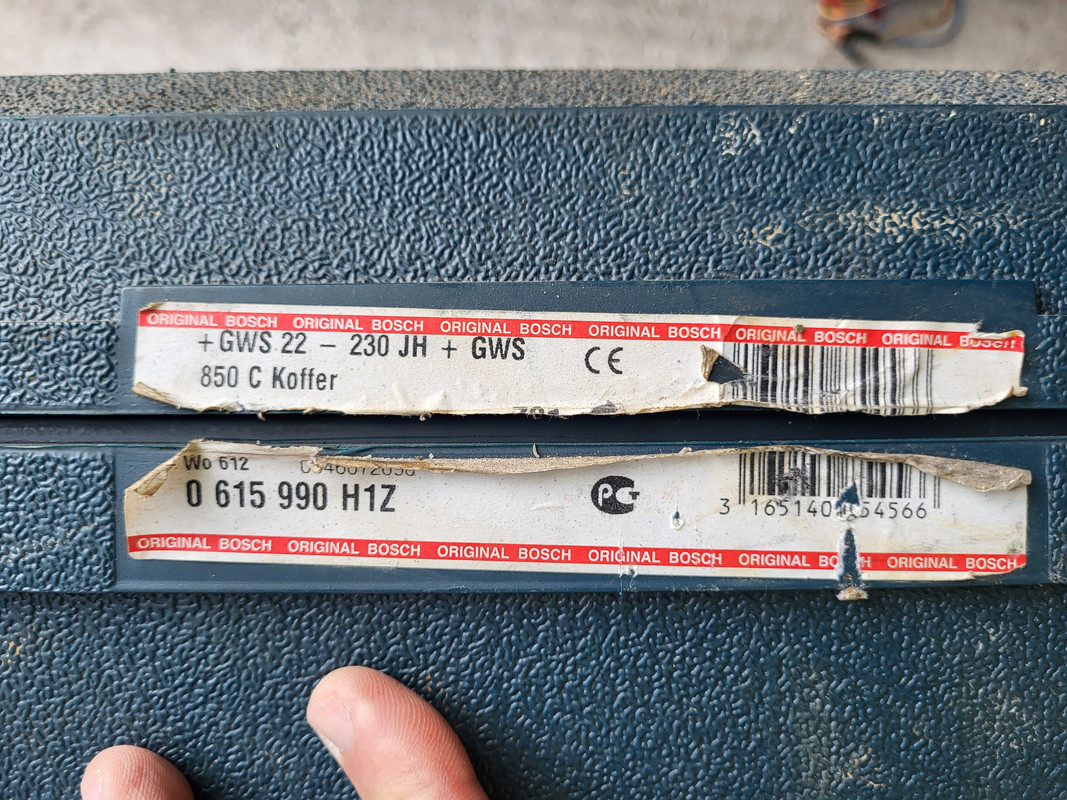 ORIGINAL BOSCH ORIGINAL BOSCH ORIGINAL BOSCH ORIGINAL BOSCH ORIGINAL BOSCH ORIGINAL BOSCH
+ GWS 22 – 230 JH + GWS
CE
850 C Koffer
Wo 612
0 615 990 H1Z
PCT
3
ORIGINAL BOSCH ORIGINAL BOSCH ORIGINAL BOSCH ORIGINAL BOSCH ORIGINAL BOSCH ORIGINAL BOSCH